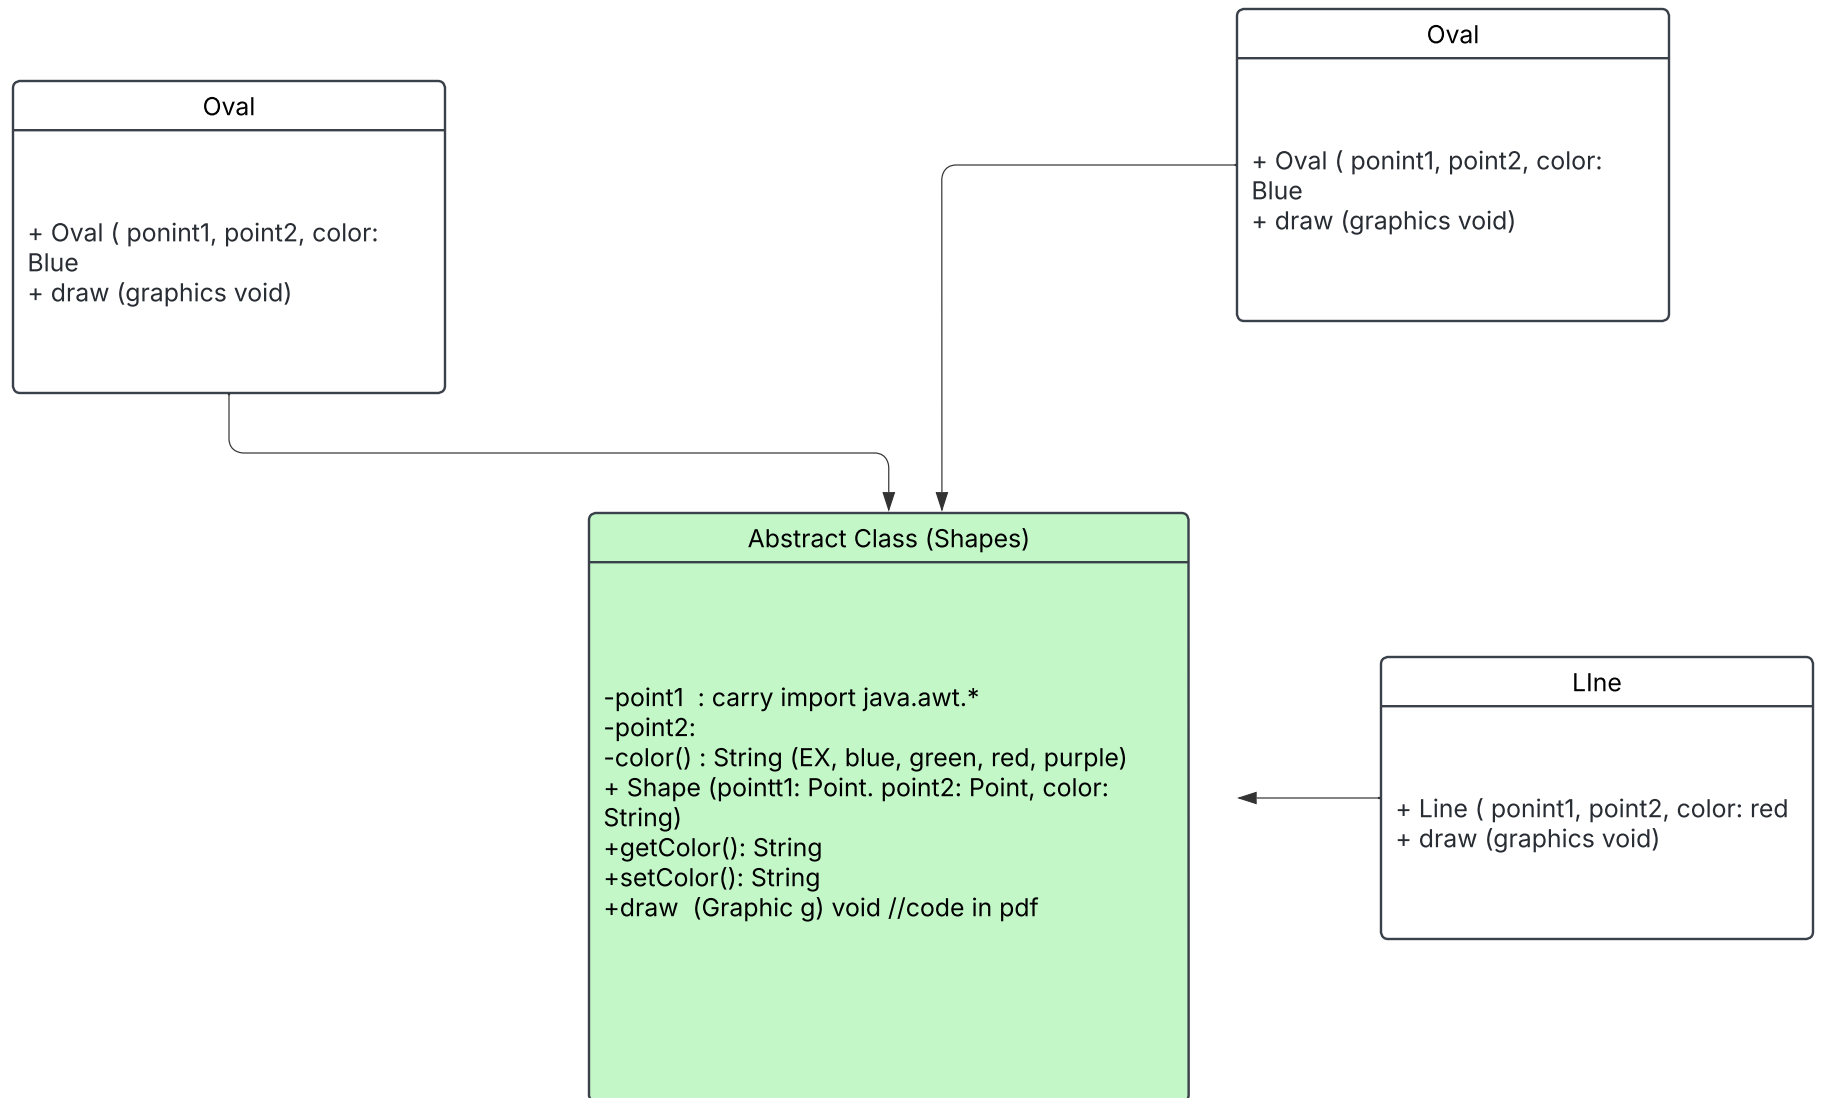 Oval
+ Oval ( ponint1, point2, color:
Blue
+ draw (graphics void)
Oval
+ Oval ( ponint1, point2, color:
Blue
+ draw (graphics void)
Abstract Class (Shapes)
-point1  : carry import java.awt.*
-point2:
-color() : String (EX, blue, green, red, purple)
+ Shape (pointt1: Point. point2: Point, color:
String)
+getColor(): String
+setColor(): String
+draw  (Graphic g) void //code in pdf
LIne
+ Line ( ponint1, point2, color: red
+ draw (graphics void)